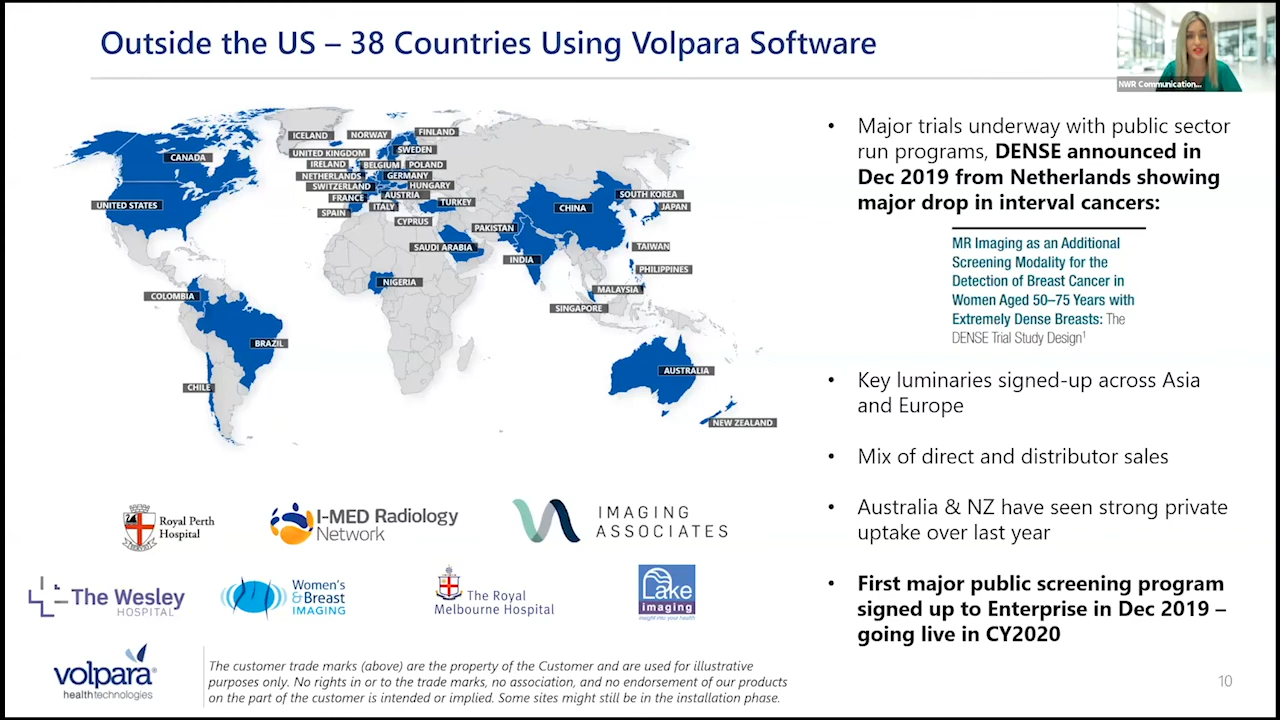 Outside the US – 38 Countries Using Volpara Software
NWR Communication...
ICELAND
NORWAY
FINLAND
CANADA
UNITED KINGDOM
SWEDEN
IRELAND
BELGIUM
POLAND
NETHERLANDS
GERMANY
SWITZERLAND
HUNGARY
FRANCE
AUSTRIA
SOUTH KOREA
UNITED STATES
SPAIN
ITALY
TURKEY
CHINA
JAPAN
CYPRUS
PAKISTAN
SAUDI ARABIA
TAIWAN
INDIA
PHILIPPINES
NIGERIA
MALAYSIA
COLOMBIA
SINGAPORE
BRAZIL
AUSTRALIA
CHILE
NEW ZEALAND
• Major trials underway with public sector
run programs, DENSE announced in
Dec 2019 from Netherlands showing
major drop in interval cancers:
MR Imaging as an Additional
Screening Modality for the
Detection of Breast Cancer in
Women Aged 50–75 Years with
Extremely Dense Breasts: The
DENSE Trial Study Design¹
• Key luminaries signed-up across Asia
and Europe
• Mix of direct and distributor sales
• Australia & NZ have seen strong private
uptake over last year
• First major public screening program
signed up to Enterprise in Dec 2019 –
going live in CY2020
Royal Perth
Hospital
I-MED Radiology
Network
IMAGING
ASSOCIATES
The Wesley
HOSPITAL
Women's
& Breast
IMAGING
The Royal
Melbourne Hospital
Lake
imaging
insight into your health
volpara
healthtechnologies
The customer trade marks (above) are the property of the Customer and are used for illustrative
purposes only. No rights in or to the trade marks, no association, and no endorsement of our products
on the part of the customer is intended or implied. Some sites might still be in the installation phase.
10